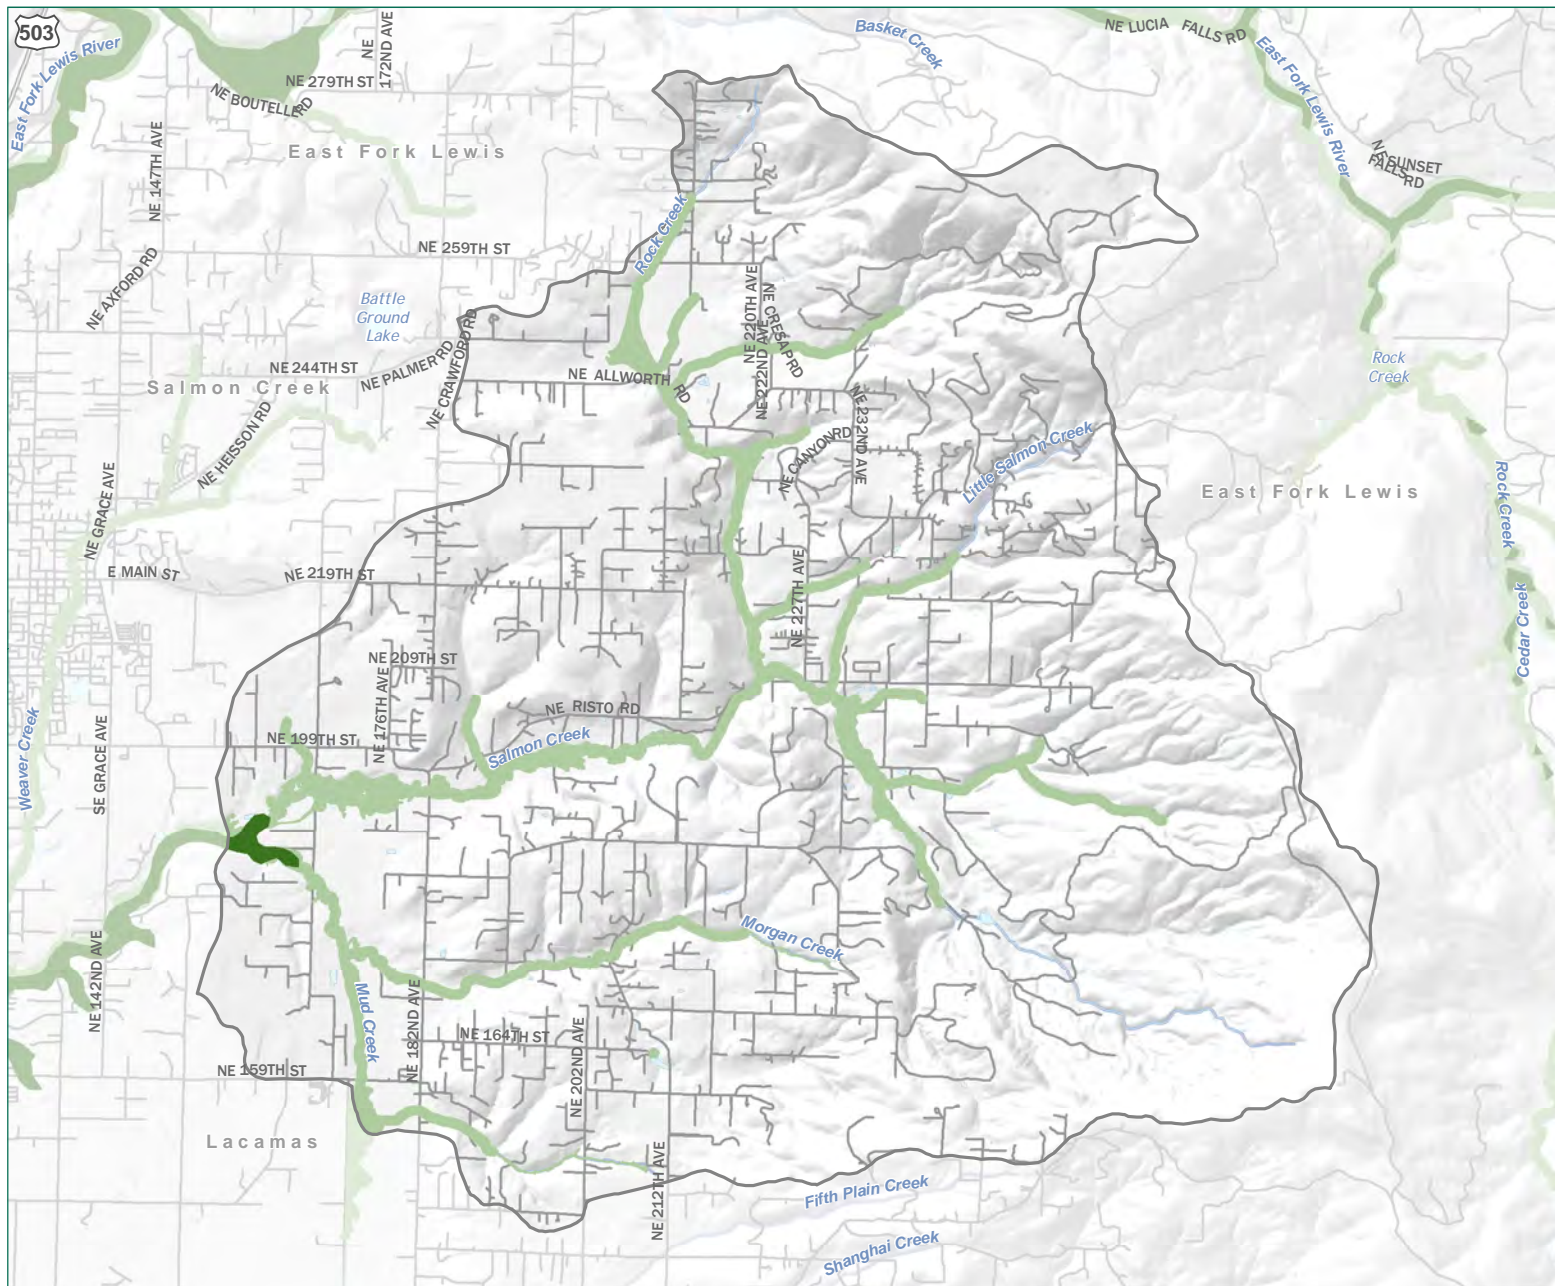 503
East Fork Lewis River
NE
172ND AVE
NE 279TH ST
NE BOUTELLE RD
East Fork Lewis
NE 147TH AVE
NE 259TH ST
NE AXFORD RD
Battle
Ground
Lake
NE 244TH ST
Salmon Creek
NE PALMER RD
NE CRAWFORD RD
NE HEISSON RD
NE GRACE AVE
E MAIN ST
NE 219TH ST
Basket Creek
NE LUCIA FALLS RD
East Fork Lewis River
NE SUNSET
FALLS RD
Rock Creek
NE 220TH AVE
NE 222ND AVE
NE CRESAP RD
NE ALLWORTH RD
NE 232ND AVE
NE CANYON RD
Little Salmon Creek
Rock
Creek
East Fork Lewis
Rock Creek
Cedar Creek
NE 227TH AVE
NE 209TH ST
NE 176TH AVE
NE RISTO RD
Salmon Creek
NE 199TH ST
SE GRACE AVE
Weaver Creek
NE 142ND AVE
Morgan Creek
Mud Creek
NE 182ND AVE
NE 164TH ST
NE 202ND AVE
NE 159TH ST
Lacamas
NE 212TH AVE
Fifth Plain Creek
Shanghai Creek